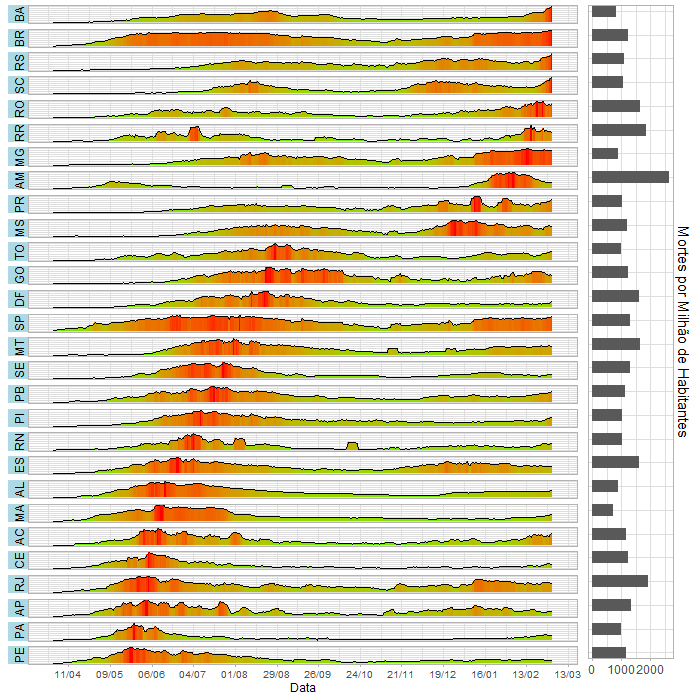 BA
BR
RS
SC
RO
RR
MG
AM
PR
MS
TO
GO
DF
SP
MT
SE
PB
PI
RN
ES
AL
MA
AC
CE
RJ
AP
PA
PE
11/04 09/05 06/06 04/07 01/08 29/08 26/09 24/10 21/11 19/12 16/01 13/02 13/03
Data
0 1000 2000
Mortes por Milhão de Habitantes